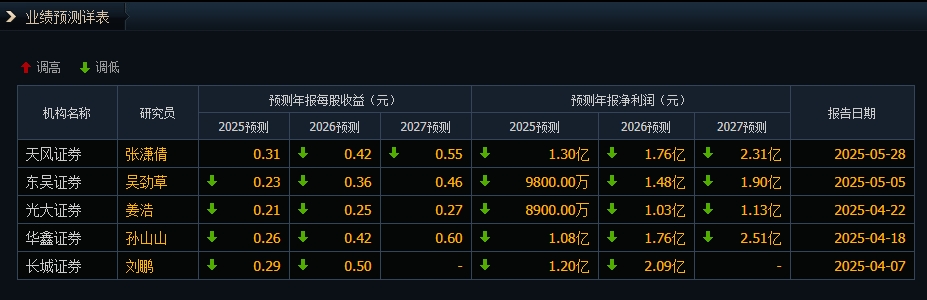 业绩预测详表
调高 调低
机构名称 研究员 预测年报每股收益（元） 预测年报净利润（元） 报告日期
2025预测 2026预测 2027预测 2025预测 2026预测 2027预测
天风证券 张潇倩 0.31 0.42 0.55 1.30亿 1.76亿 2.31亿 2025-05-28
东吴证券 吴劲草 0.23 0.36 0.46 9800.00万 1.48亿 1.90亿 2025-05-05
光大证券 姜浩 0.21 0.25 0.27 8900.00万 1.03亿 1.13亿 2025-04-22
华鑫证券 孙山山 0.26 0.42 0.60 1.08亿 1.76亿 2.51亿 2025-04-18
长城证券 刘鹏 0.29 0.50 - 1.20亿 2.09亿 - 2025-04-07